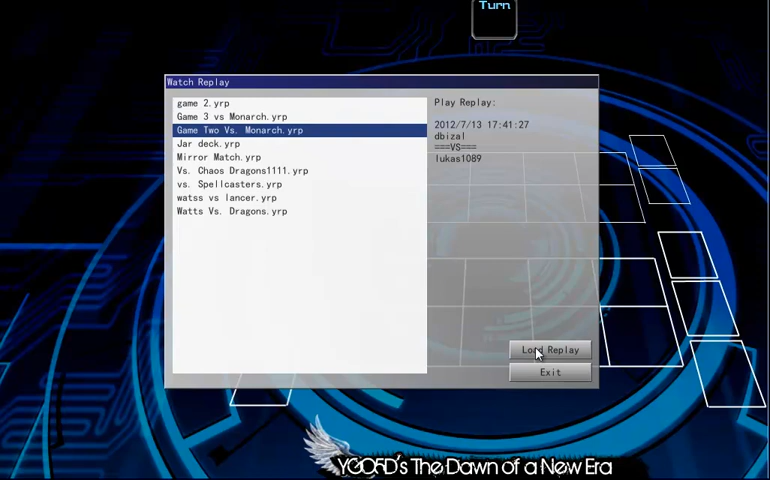 Turn
Watch Replay
game 2.yrp
Game 3 vs Monarch.yrp
Game Two Vs. Monarch.yrp
Jar deck.yrp
Mirror Match.yrp
Vs. Chaos Dragons1111.yrp
vs. Spellcasters.yrp
watss vs lancer.yrp
Watts Vs. Dragons.yrp
Play Replay:
2012/7/13 17:41:27
dbizal
===VS===
lukas1089
Load Replay
Exit
YGO5D's The Dawn of a New Era